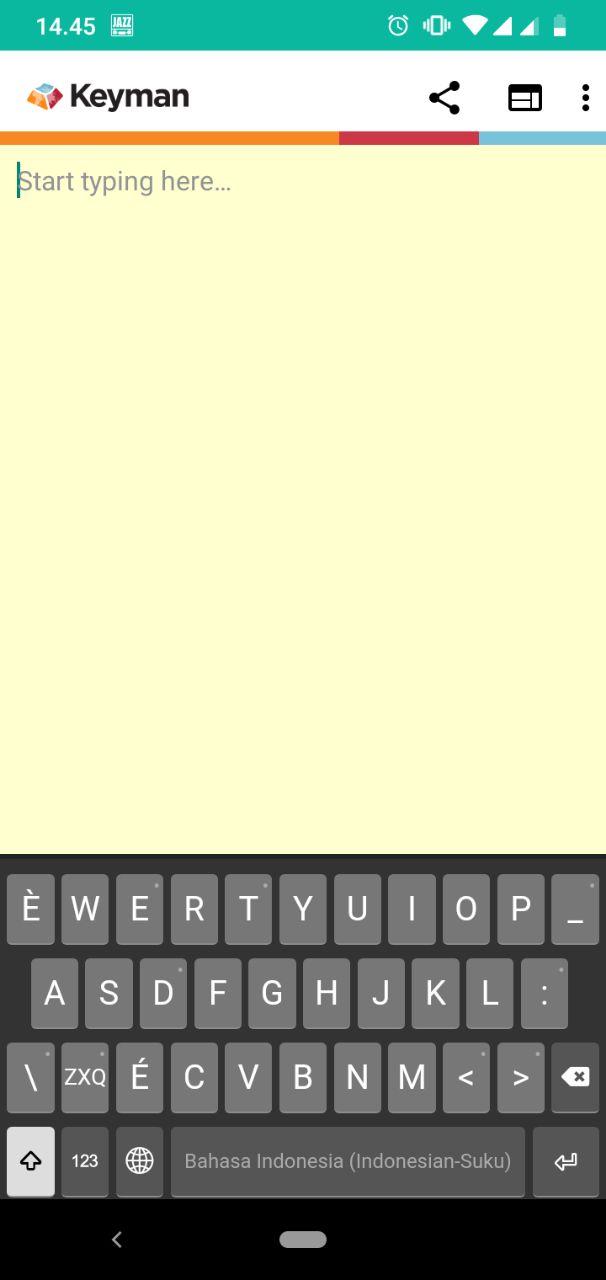 14.45 JAZZ
Keyman
Start typing here...
È W E R T Y U I O P _
A S D F G H J K L :
\ ZXQ É C V B N M < >
123 Bahasa Indonesia (Indonesian-Suku)